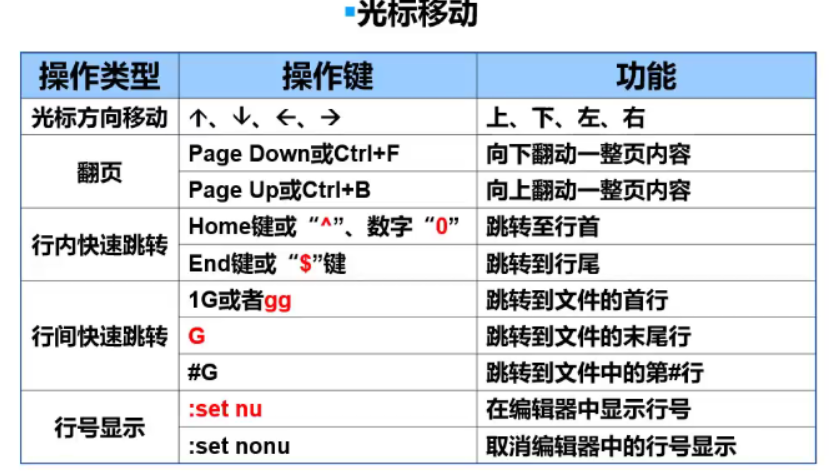 ▪光标移动
操作类型 操作键 功能
光标方向移动 ↑、↓、←、→ 上、下、左、右
翻页 Page Down或Ctrl+F 向下翻动一整页内容
Page Up或Ctrl+B 向上翻动一整页内容
行内快速跳转 Home键或“^”、数字“0” 跳转至行首
End键或“$”键 跳转到行尾
行间快速跳转 1G或者gg 跳转到文件的首行
G 跳转到文件的末尾行
#G 跳转到文件中的第#行
行号显示 :set nu 在编辑器中显示行号
:set nonu 取消编辑器中的行号显示